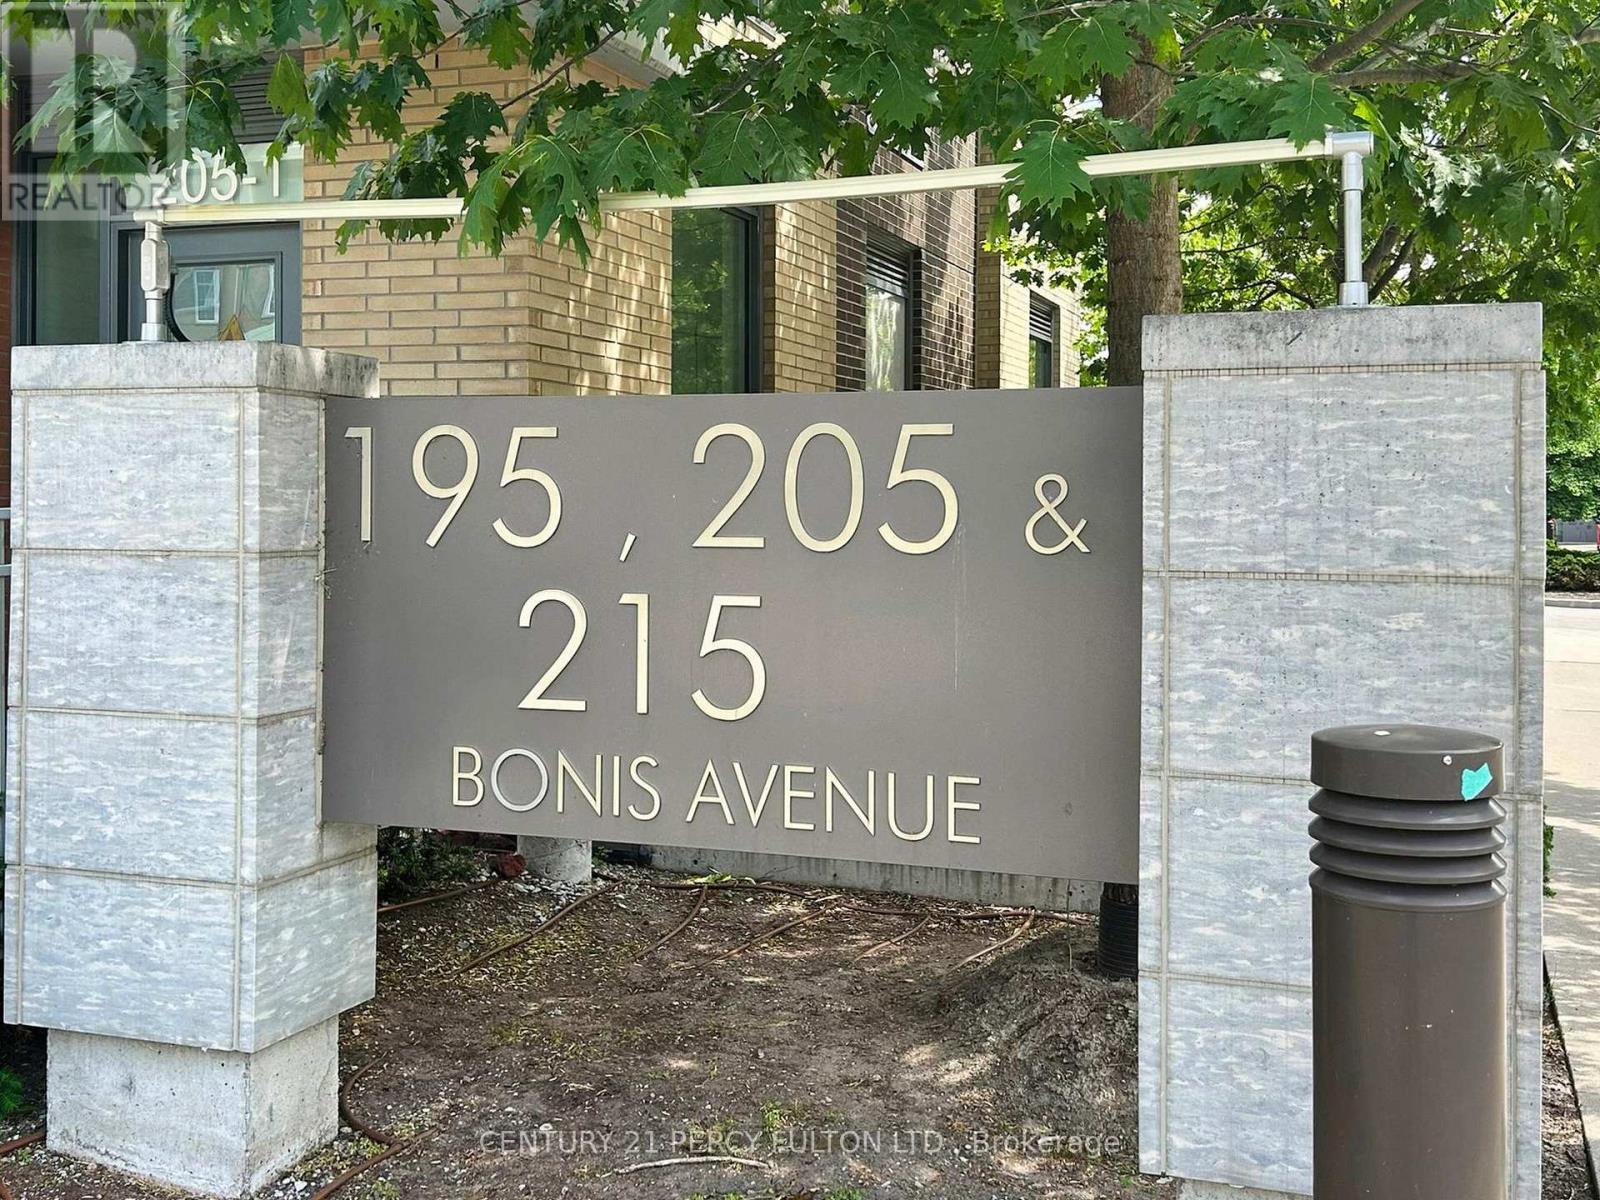 REALTOR
205-1
195 , 205 &
215
BONIS AVENUE
CENTURY 21 PERCY FULTON LTD., Brokerage